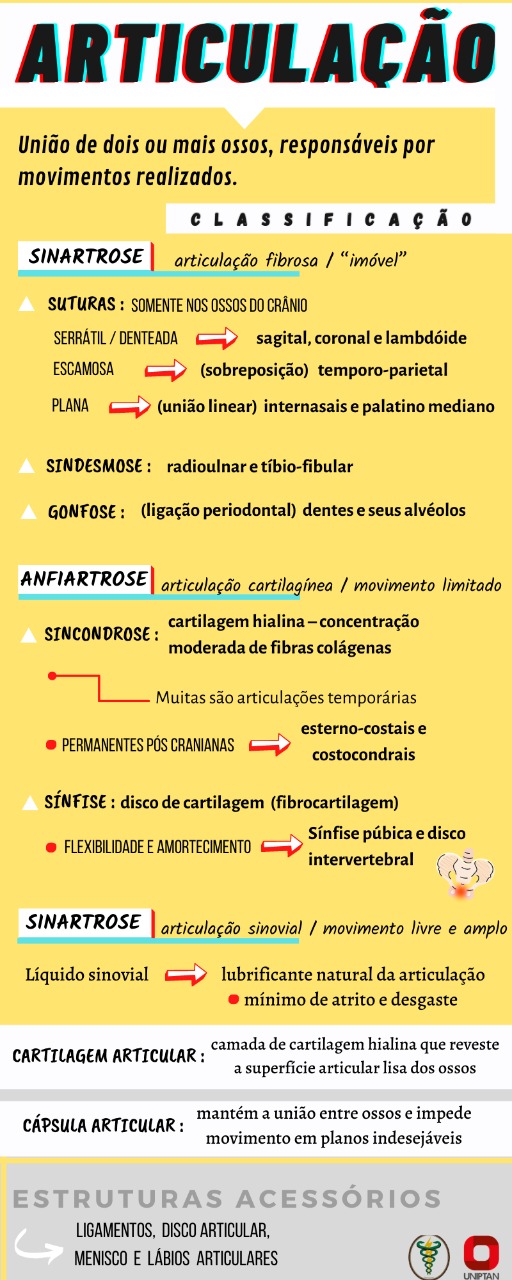 ARTICULAÇÃO
União de dois ou mais ossos, responsáveis por
movimentos realizados.
CLASSIFICAÇÃO
SINARTROSE articulação fibrosa / “imóvel”
SUTURAS : SOMENTE NOS OSSOS DO CRÂNIO
SERRÁTIL / DENTEADA sagital, coronal e lambdóide
ESCAMOSA (sobreposição) temporo-parietal
PLANA (união linear) internasais e palatino mediano
SINDESMOSE : radioulnar e tíbio-fibular
GONFOSE : (ligação periodontal) dentes e seus alvéolos
ANFIARTROSE articulação cartilagínea / movimento limitado
SINCONDROSE : cartilagem hialina – concentração
moderada de fibras colágenas
Muitas são articulações temporárias
PERMANENTES PÓS CRANIANAS esterno-costais e
costocondrais
SÍNFISE : disco de cartilagem (fibrocartilagem)
FLEXIBILIDADE E AMORTECIMENTO Sínfise púbica e disco
intervertebral
SINARTROSE articulação sinovial / movimento livre e amplo
Líquido sinovial lubrificante natural da articulação
mínimo de atrito e desgaste
CARTILAGEM ARTICULAR : camada de cartilagem hialina que reveste
a superfície articular lisa dos ossos
CÁPSULA ARTICULAR : mantém a união entre ossos e impede
movimento em planos indesejáveis
ESTRUTURAS ACESSÓRIOS
LIGAMENTOS, DISCO ARTICULAR,
MENISCO E LÁBIOS ARTICULARES
UNIPTAN